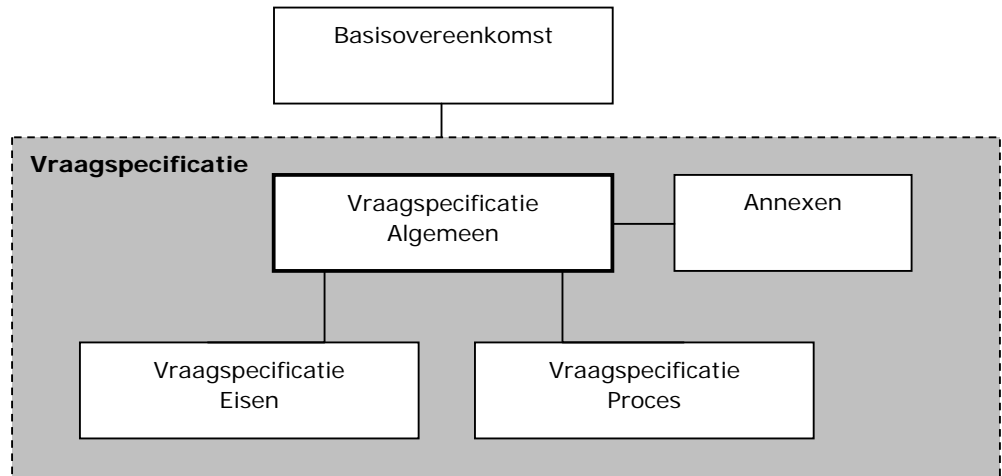 Basisovereenkomst
Vraagspecificatie
Vraagspecificatie
Algemeen
Annexen
Vraagspecificatie
Eisen
Vraagspecificatie
Proces